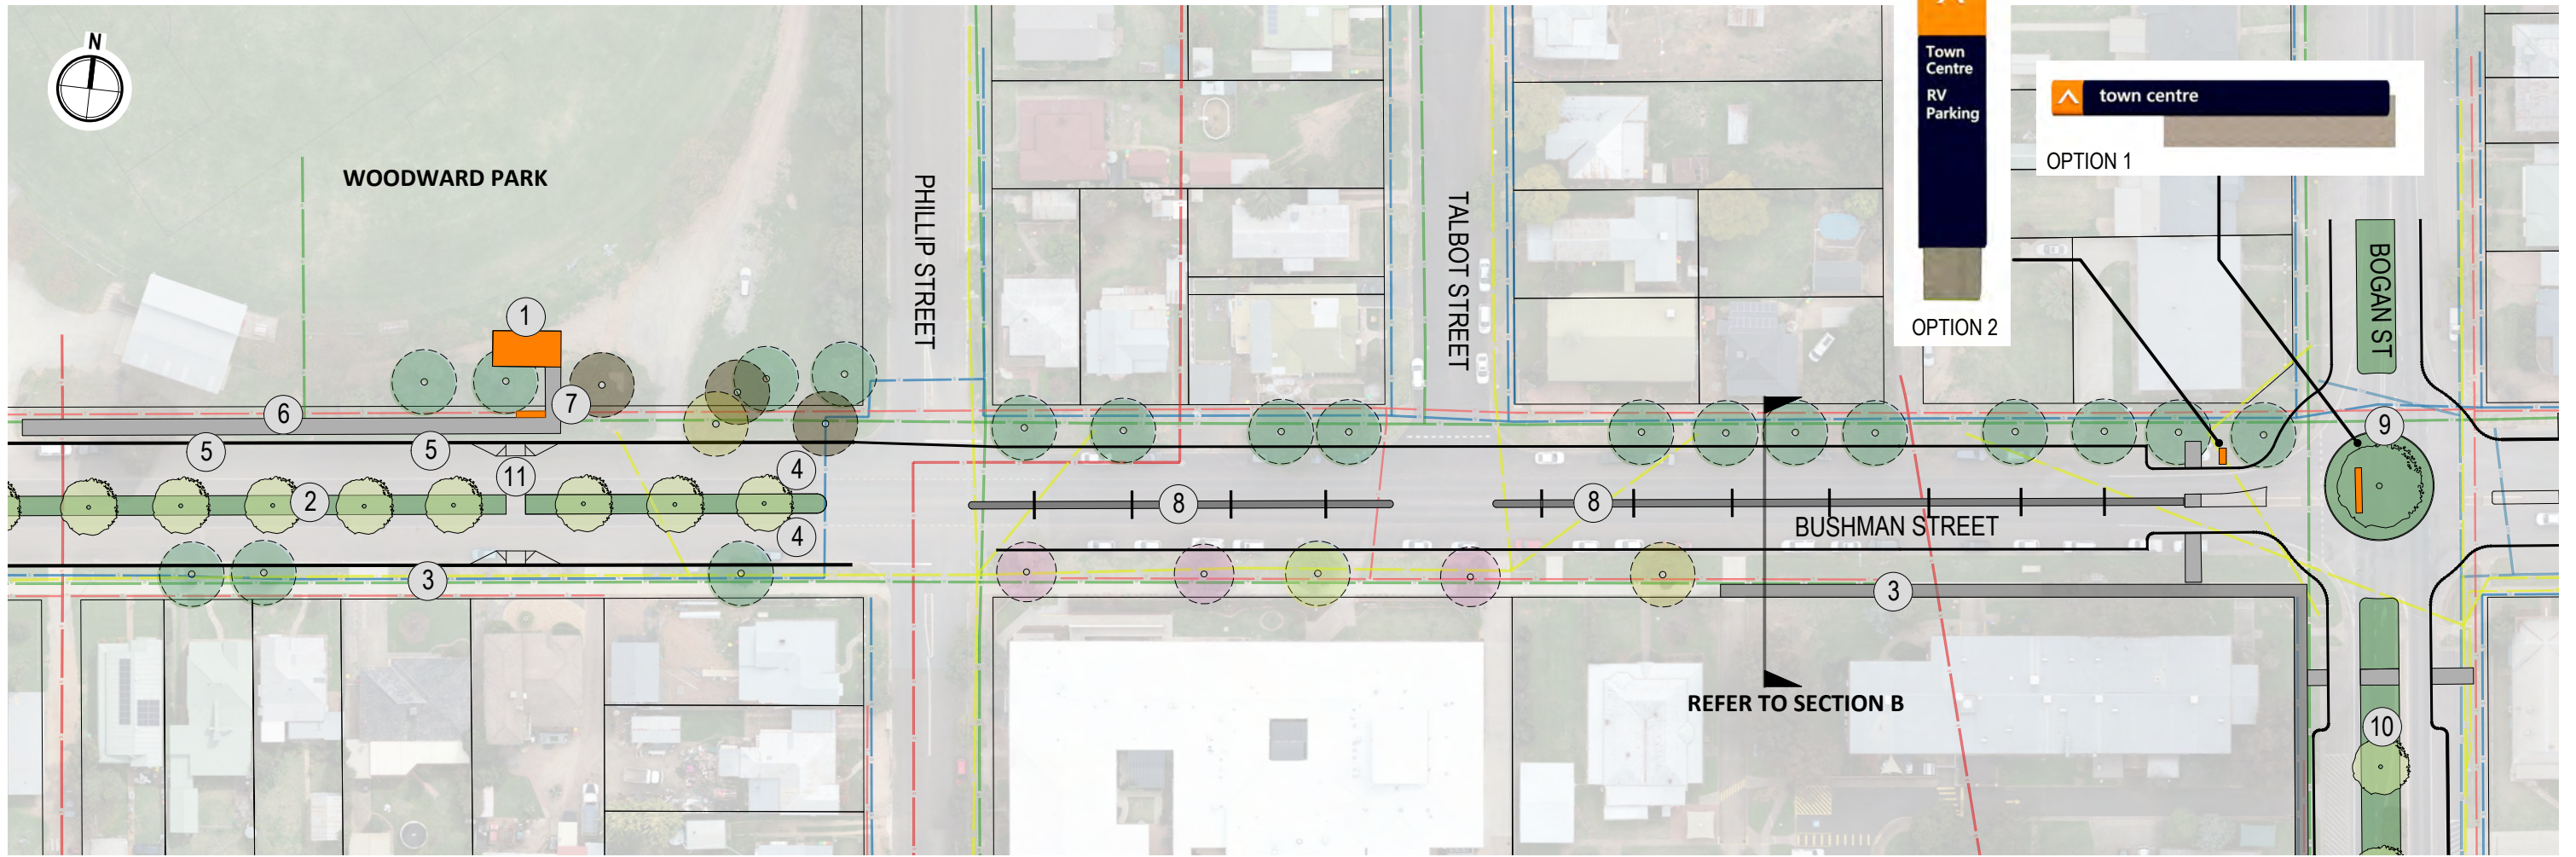 N
WOODWARD PARK
PHILLIP STREET
TALBOT STREET
Town
Centre
RV
Parking
OPTION 2
town centre
OPTION 1
BOGAN ST
1
6
7
5
5
11
2
4
4
3
8
8
BUSHMAN STREET
9
3
REFER TO SECTION B
10